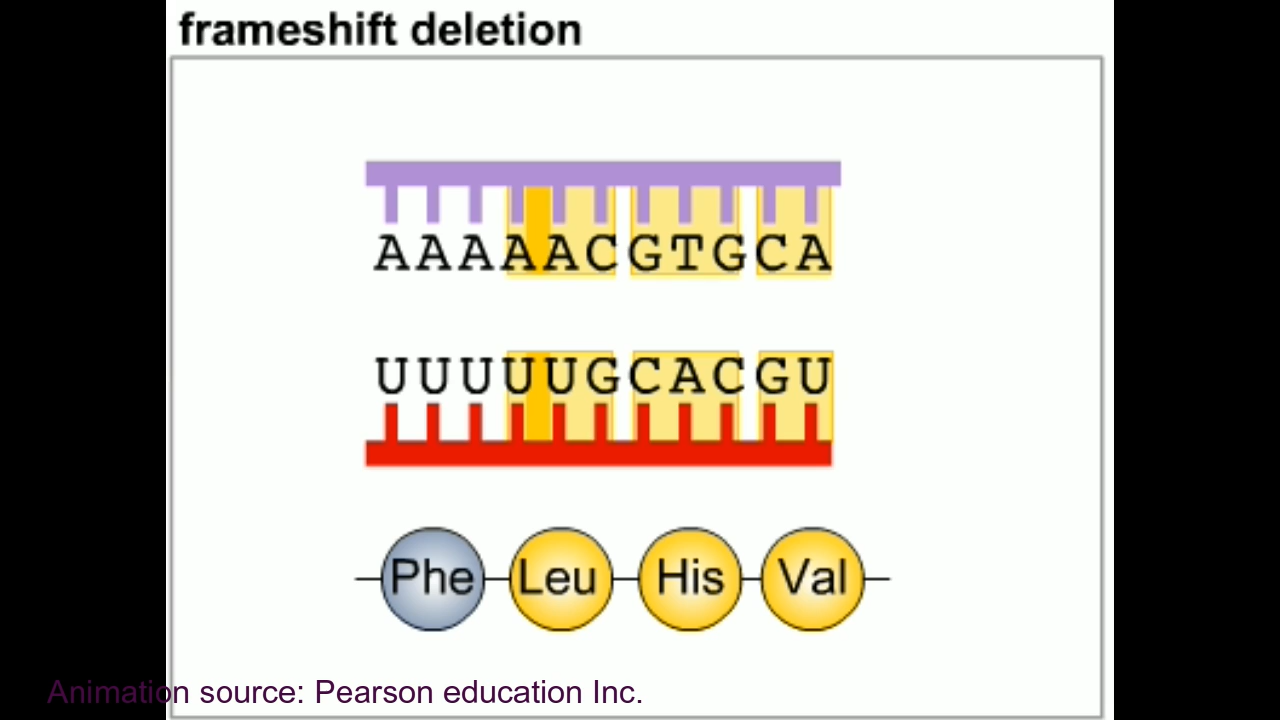 frameshift deletion
AAAAACGTGCA
UUUUUGCACGU
Phe Leu His Val
Animation source: Pearson education Inc.